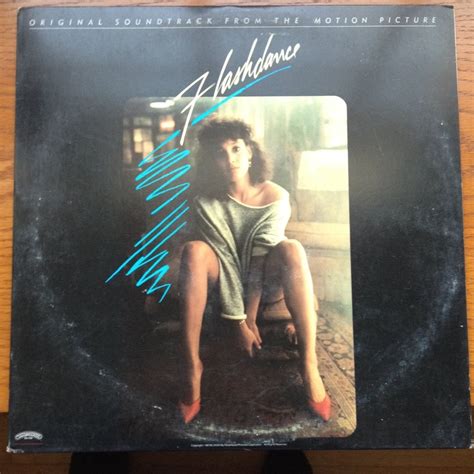 ORIGINAL SOUNDTRACK FROM THE MOTION PICTURE
Flashdance